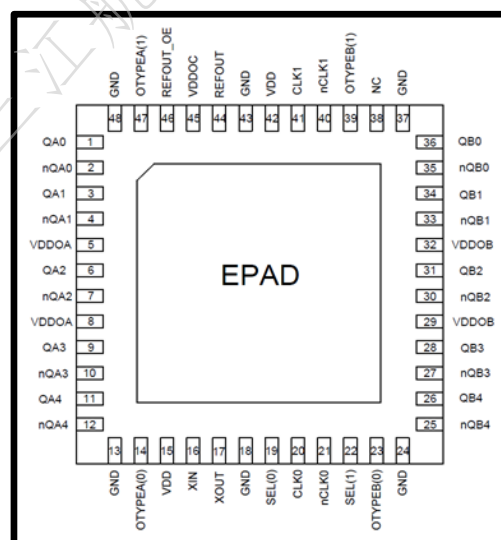 三江航
GND OTYPEA(1) REFOUT_OE VDDOC REFOUT GND VDD CLK1 nCLK1 OTYPEB(1) NC GND
48 47 46 45 44 43 42 41 40 39 38 37
QA0 1 36 QB0
nQA0 2 35 nQB0
QA1 3 34 QB1
nQA1 4 33 nQB1
VDDOA 5 32 VDDOB
QA2 6 31 QB2
EPAD
nQA2 7 30 nQB2
VDDOA 8 29 VDDOB
QA3 9 28 QB3
nQA3 10 27 nQB3
QA4 11 26 QB4
nQA4 12 25 nQB4
13 14 15 16 17 18 19 20 21 22 23 24
GND OTYPEA(0) VDD XIN XOUT GND SEL(0) CLK0 nCLK0 SEL(1) OTYPEB(0) GND